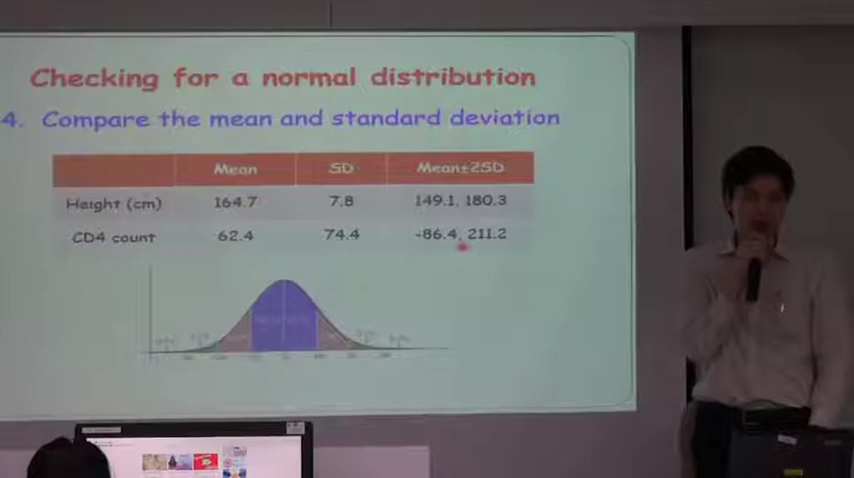 Checking for a normal distribution
4. Compare the mean and standard deviation
Mean SD Mean±2SD
Height (cm) 164.7 7.8 149.1, 180.3
CD4 count 62.4 74.4 -86.4, 211.2